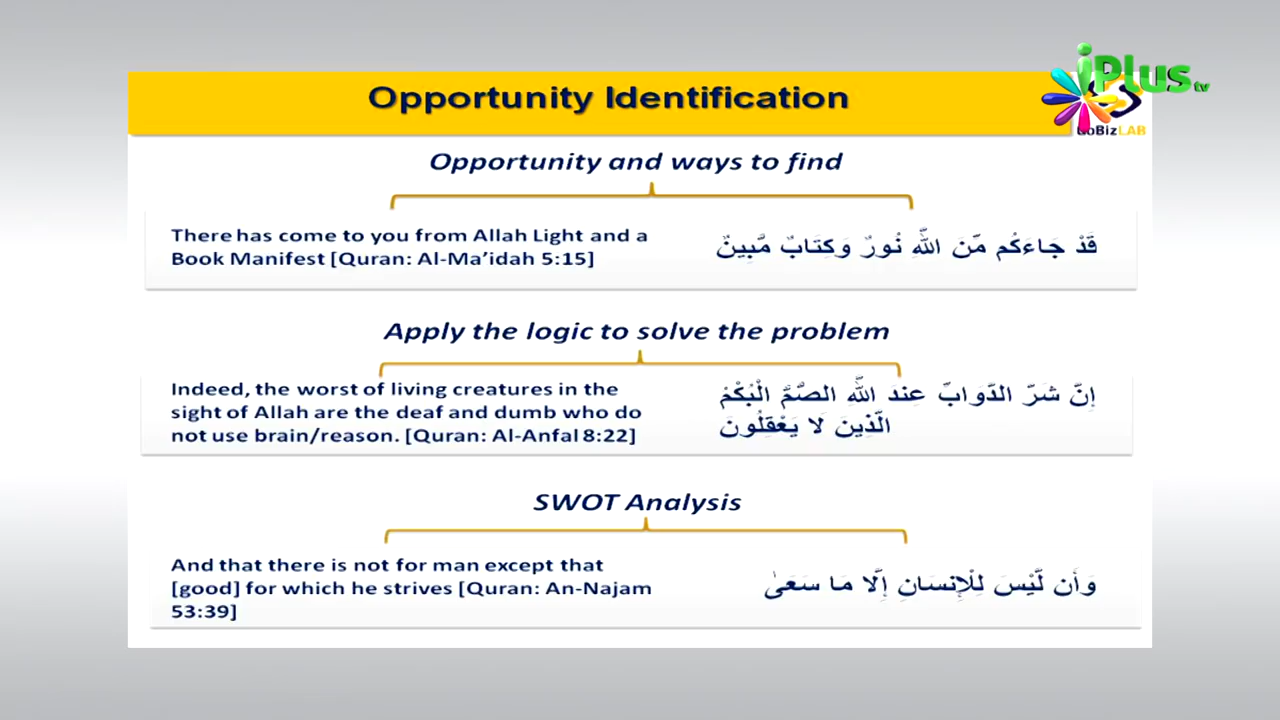 iPlus tv
GoBizLAB
Opportunity Identification
Opportunity and ways to find
There has come to you from Allah Light and a
Book Manifest [Quran: Al-Ma’idah 5:15]
قَدْ جَاءَكُم مِّنَ اللَّهِ نُورٌ وَكِتَابٌ مُّبِينٌ
Apply the logic to solve the problem
Indeed, the worst of living creatures in the
sight of Allah are the deaf and dumb who do
not use brain/reason. [Quran: Al-Anfal 8:22]
إِنَّ شَرَّ الدَّوَابِّ عِندَ اللَّهِ الصُّمُّ الْبُكْمُ
الَّذِينَ لَا يَعْقِلُونَ
SWOT Analysis
And that there is not for man except that
[good] for which he strives [Quran: An-Najam
53:39]
وَأَن لَّيْسَ لِلْإِنسَانِ إِلَّا مَا سَعَىٰ